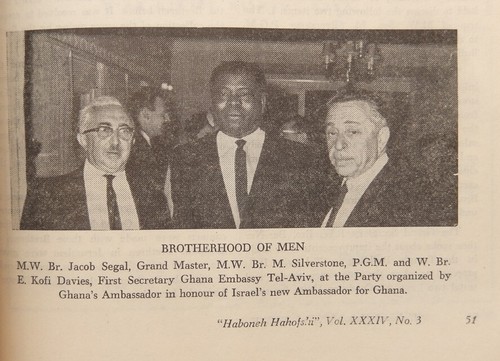 BROTHERHOOD OF MEN
M.W. Br. Jacob Segal, Grand Master, M.W. Br. M. Silverstone, P.G.M. and W. Br.
E. Kofi Davies, First Secretary Ghana Embassy Tel-Aviv, at the Party organized by
Ghana's Ambassador in honour of Israel's new Ambassador for Ghana.
"Haboneh Hahofshi", Vol. XXXIV, No. 3 51